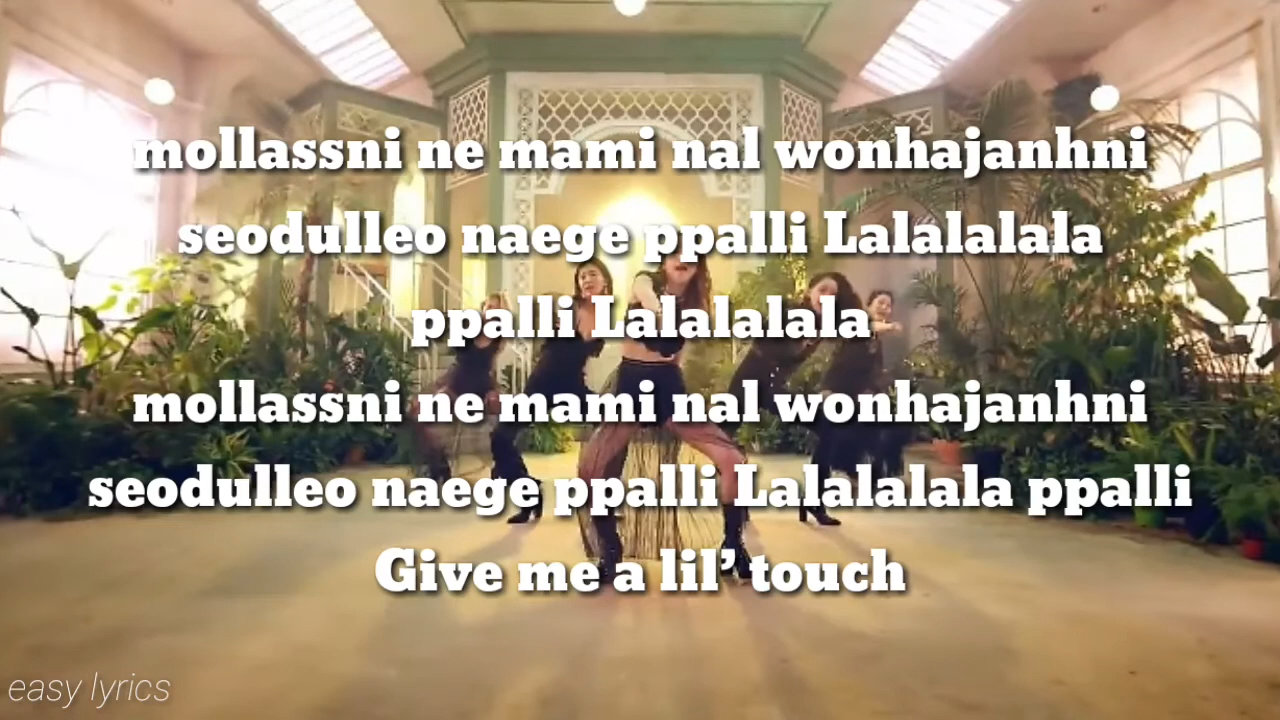 mollassni ne mami nal wonhajanhni
seodulleo naege ppalli Lalalalala
ppalli Lalalalala
mollassni ne mami nal wonhajanhni
seodulleo naege ppalli Lalalalala ppalli
Give me a lil’ touch
easy lyrics